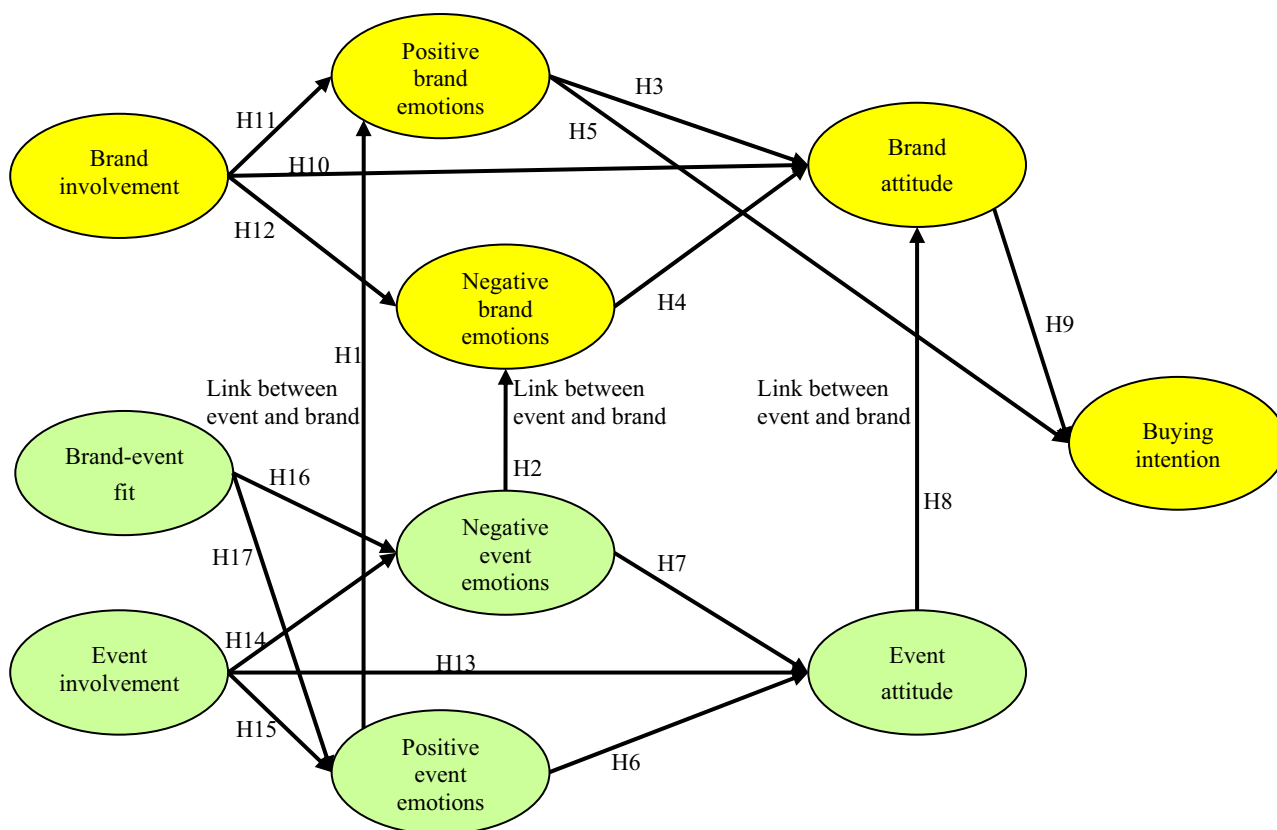 Positive
brand
emotions
H3
H5
H11
Brand
involvement
H10
Brand
attitude
H12
Negative
brand
emotions
H4
H9
H1
Link between
event and brand
Link between
event and brand
Link between
event and brand
Buying
intention
Brand-event
fit
H16
H2
H8
H17
Negative
event
emotions
H7
H14
Event
involvement
H13
Event
attitude
H15
Positive
event
emotions
H6